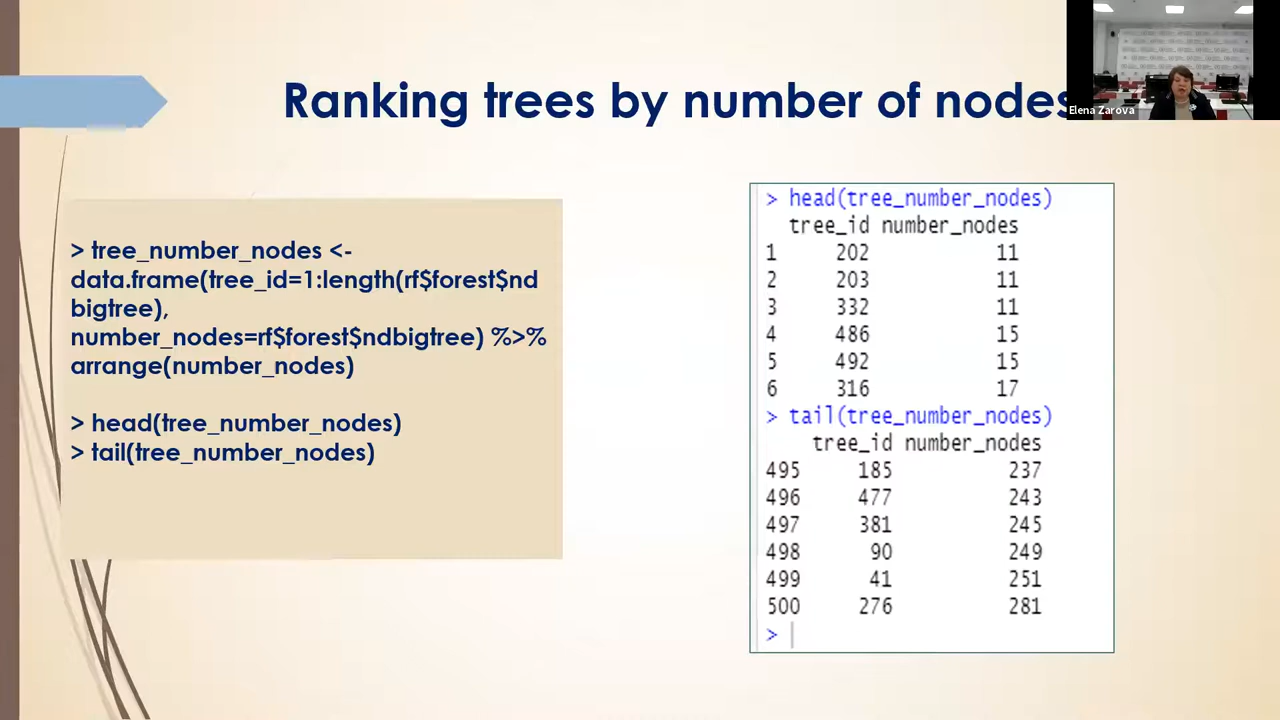 Ranking trees by number of nodes
Elena Zarova
> tree_number_nodes <-
data.frame(tree_id=1:length(rf$forest$nd
bigtree),
number_nodes=rf$forest$ndbigtree) %>%
arrange(number_nodes)
> head(tree_number_nodes)
> tail(tree_number_nodes)
> head(tree_number_nodes)
tree_id number_nodes
1 202 11
2 203 11
3 332 11
4 486 15
5 492 15
6 316 17
> tail(tree_number_nodes)
tree_id number_nodes
495 185 237
496 477 243
497 381 245
498 90 249
499 41 251
500 276 281
>